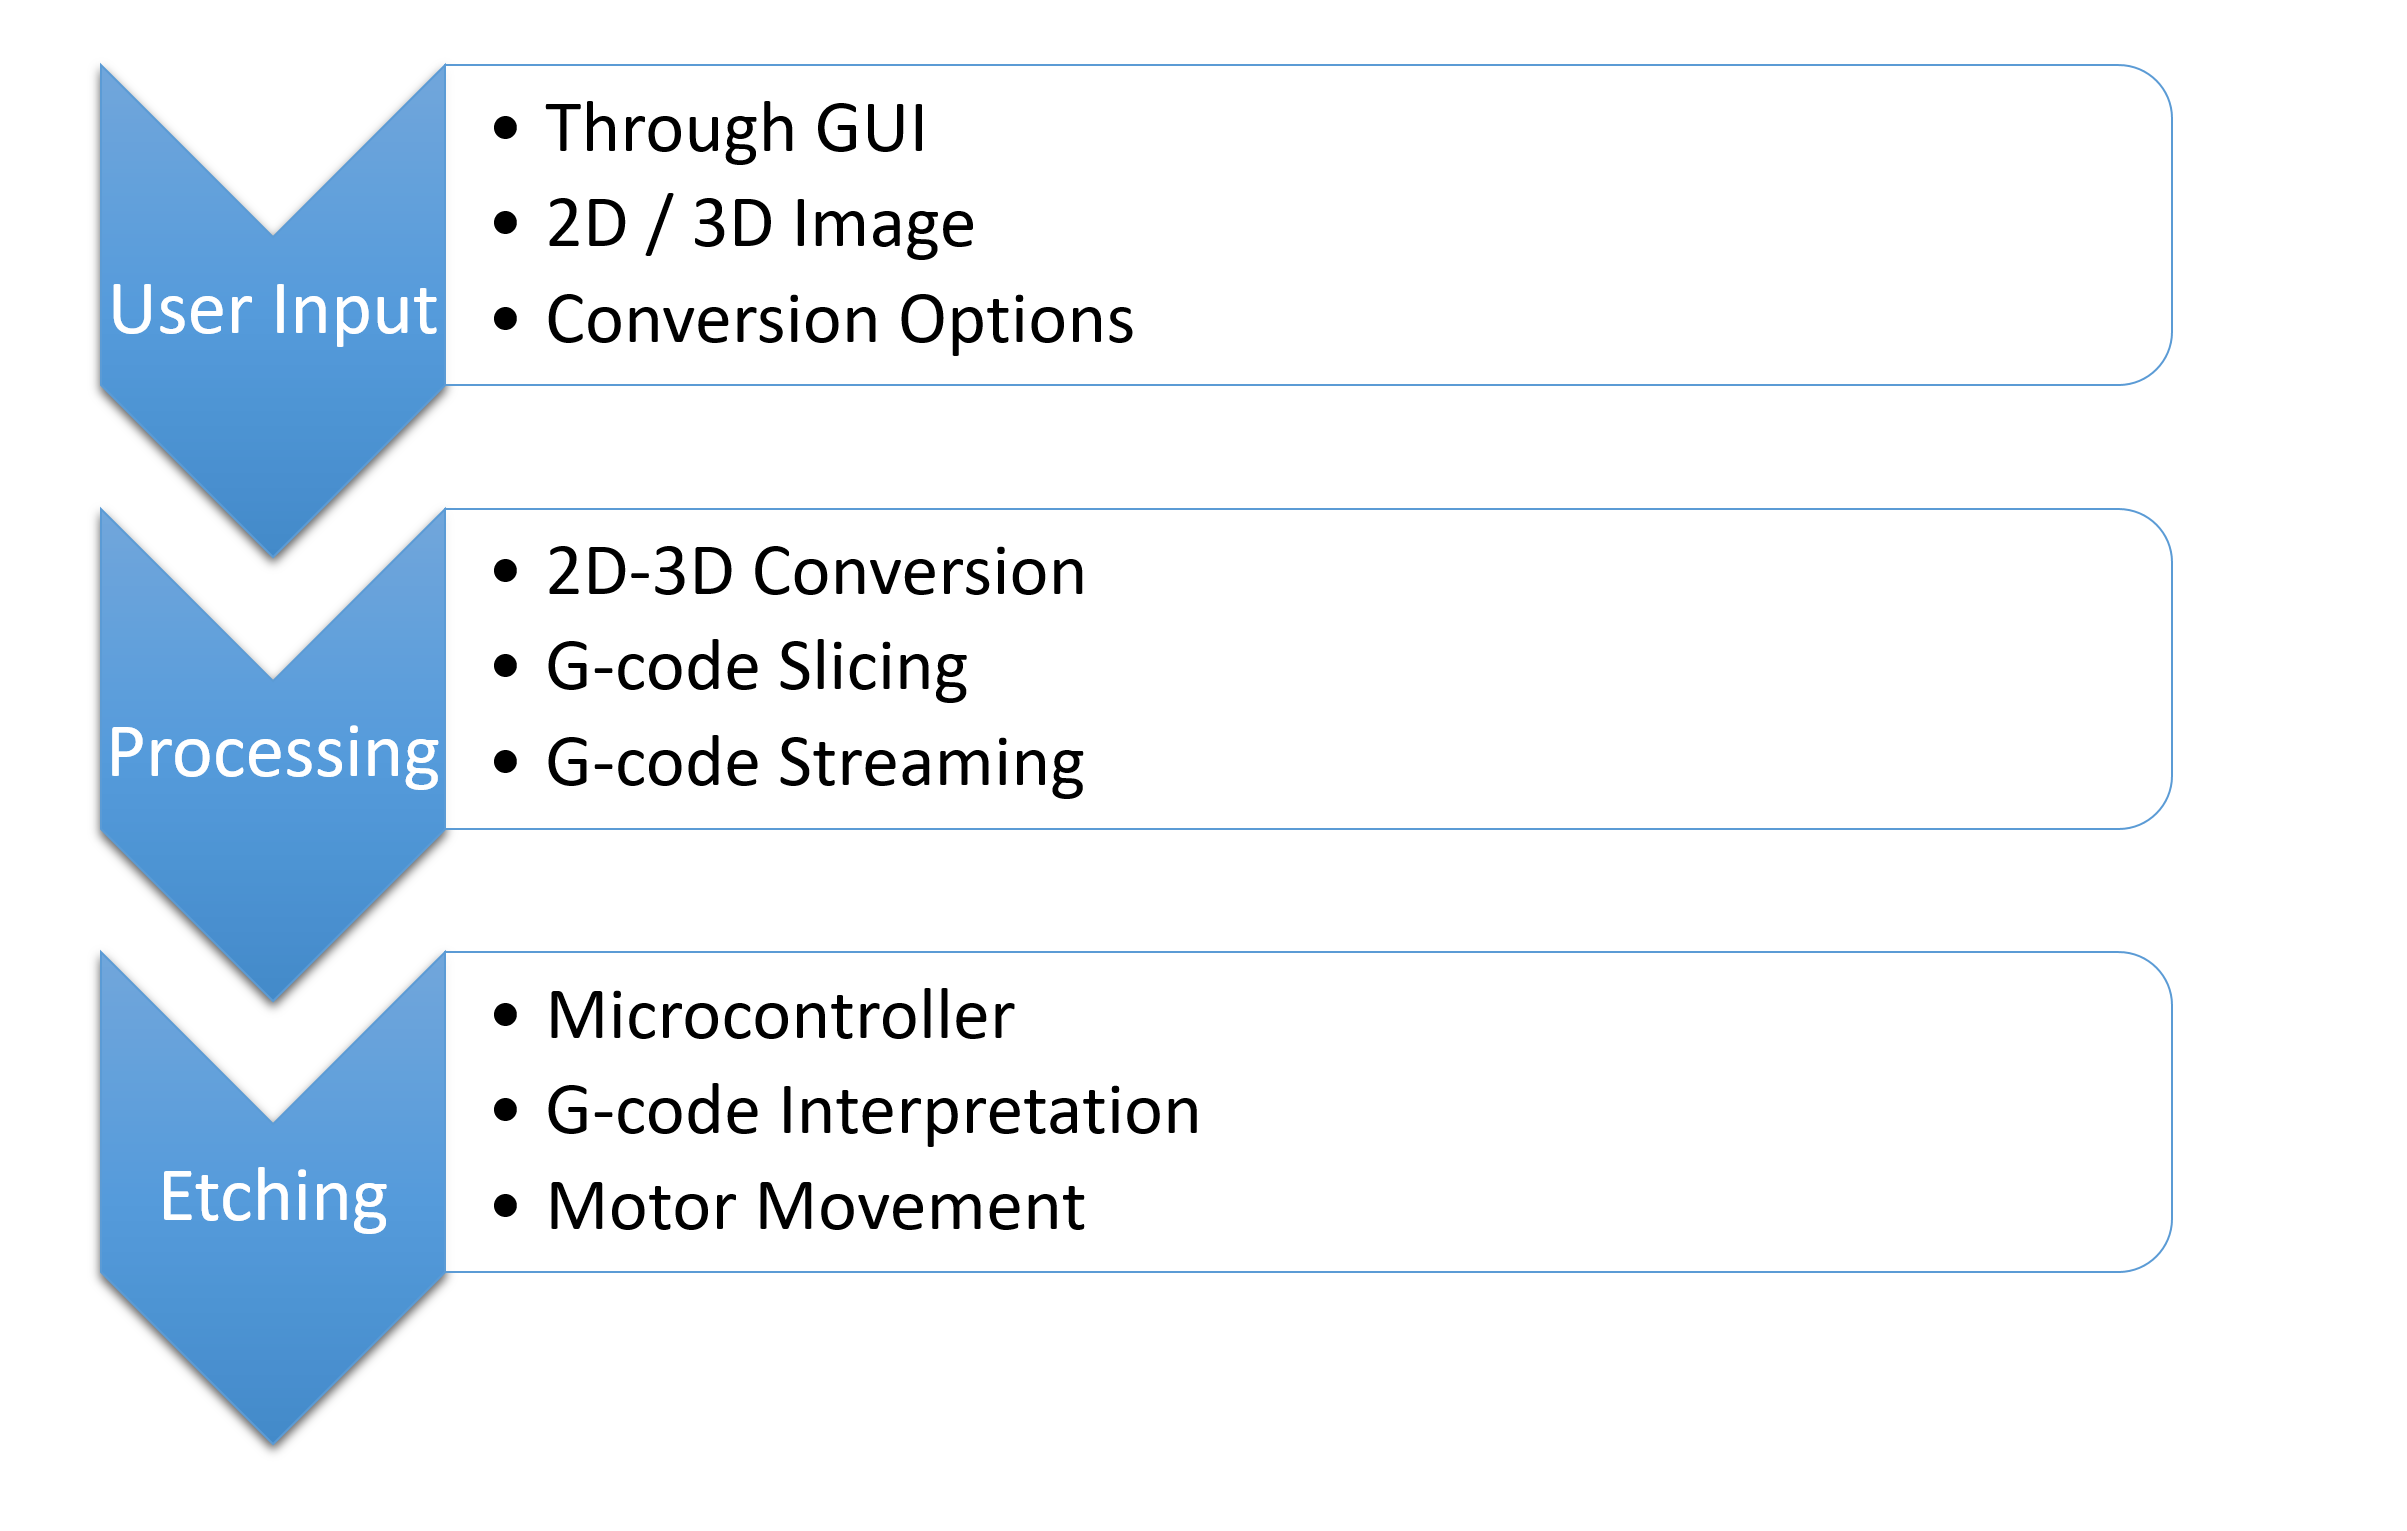 User Input
• Through GUI
• 2D / 3D Image
• Conversion Options
Processing
• 2D-3D Conversion
• G-code Slicing
• G-code Streaming
Etching
• Microcontroller
• G-code Interpretation
• Motor Movement